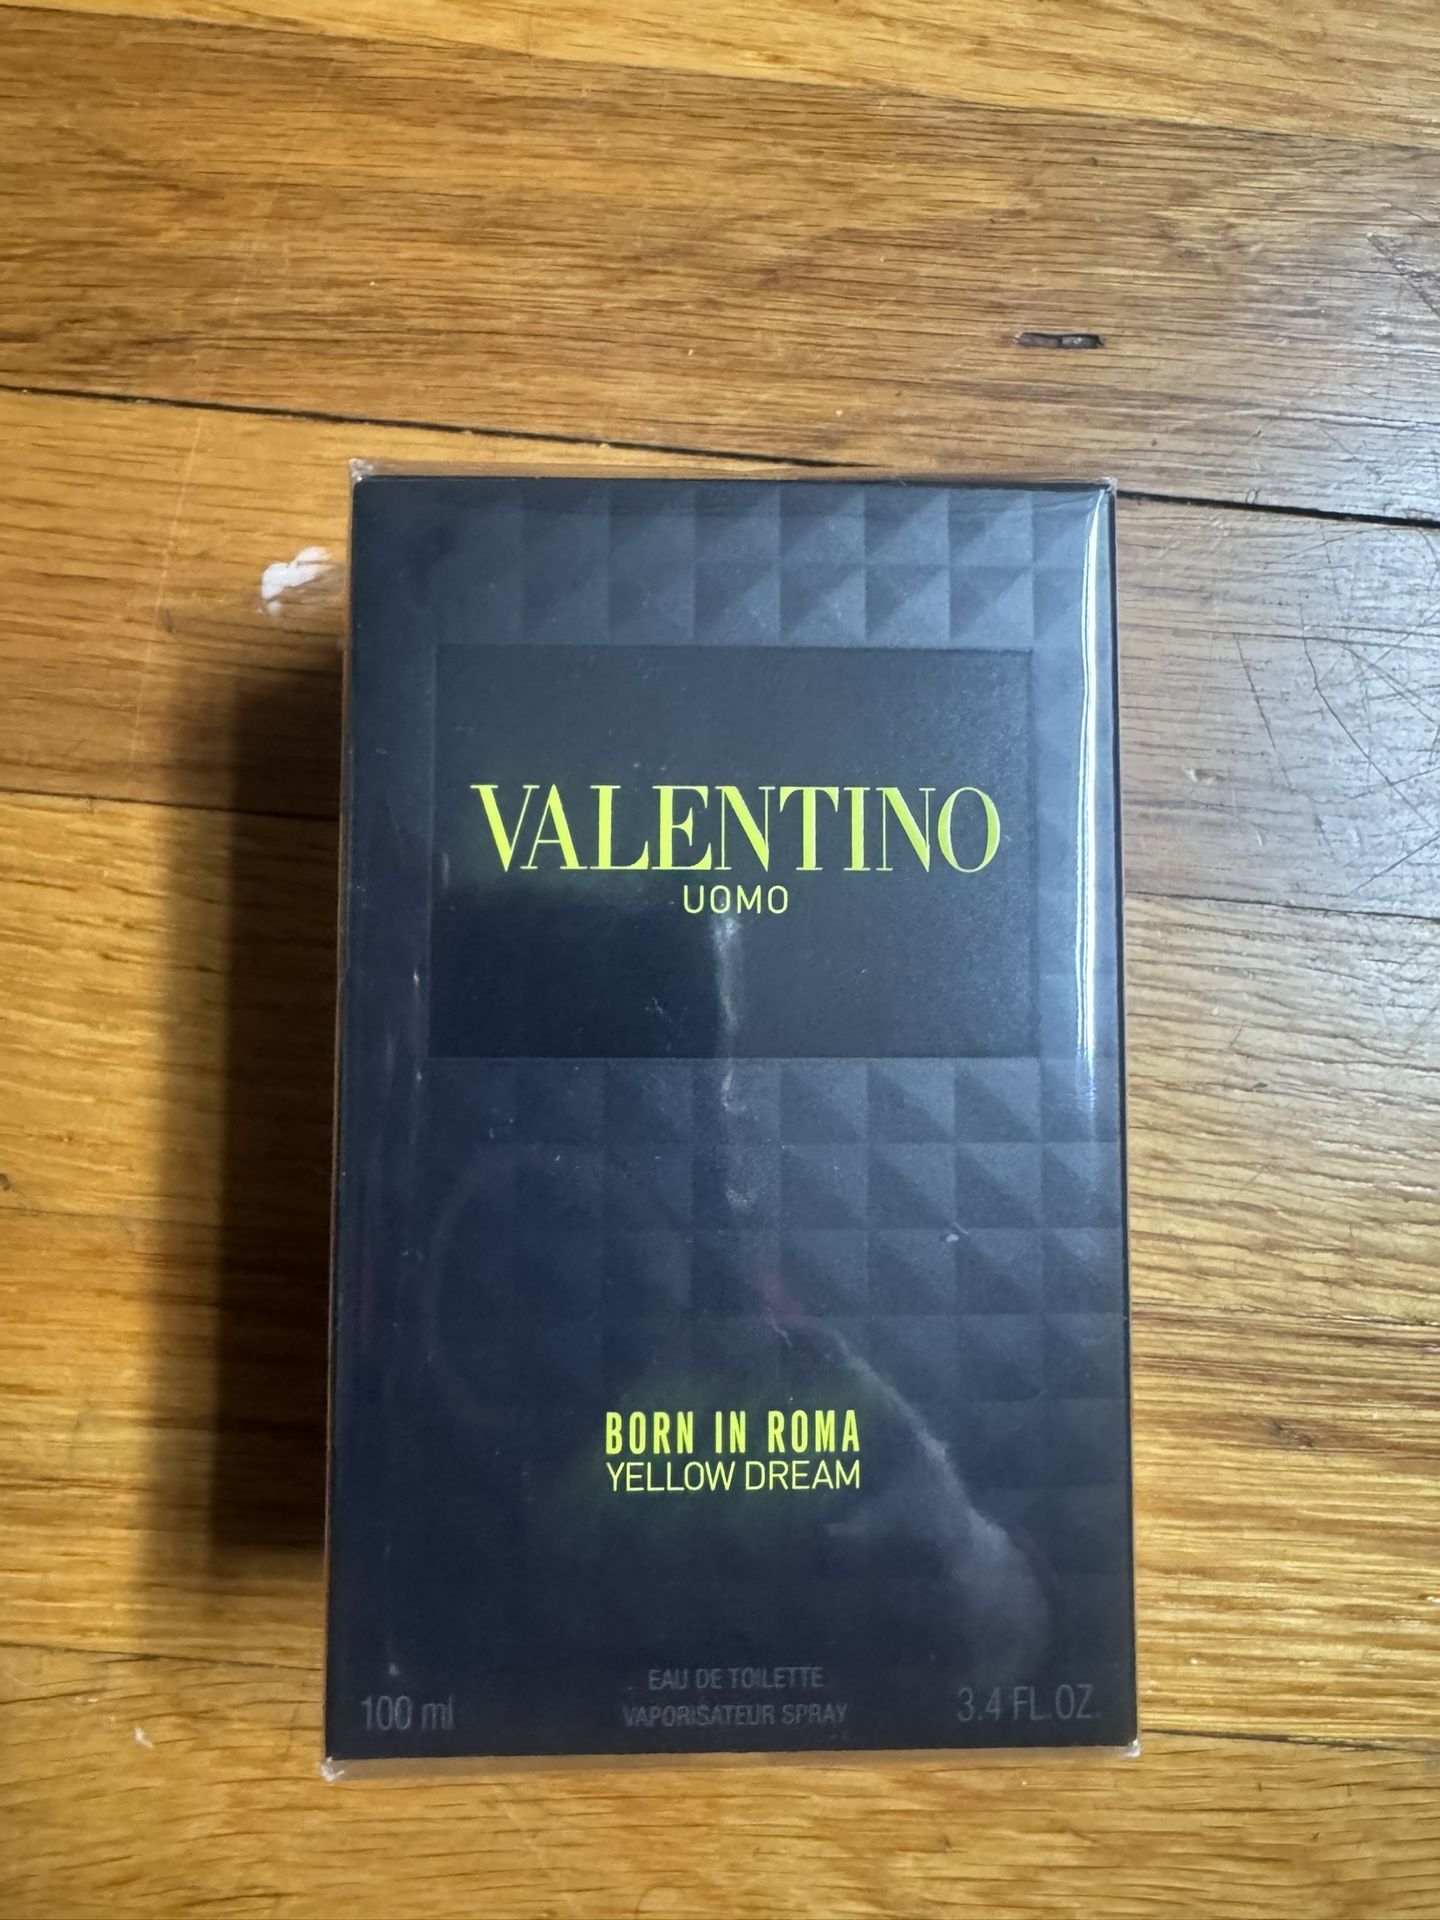 VALENTINO
UOMO
BORN IN ROMA
YELLOW DREAM
EAU DE TOILETTE
100 ml VAPORISATEUR SPRAY 3.4 FL.OZ.